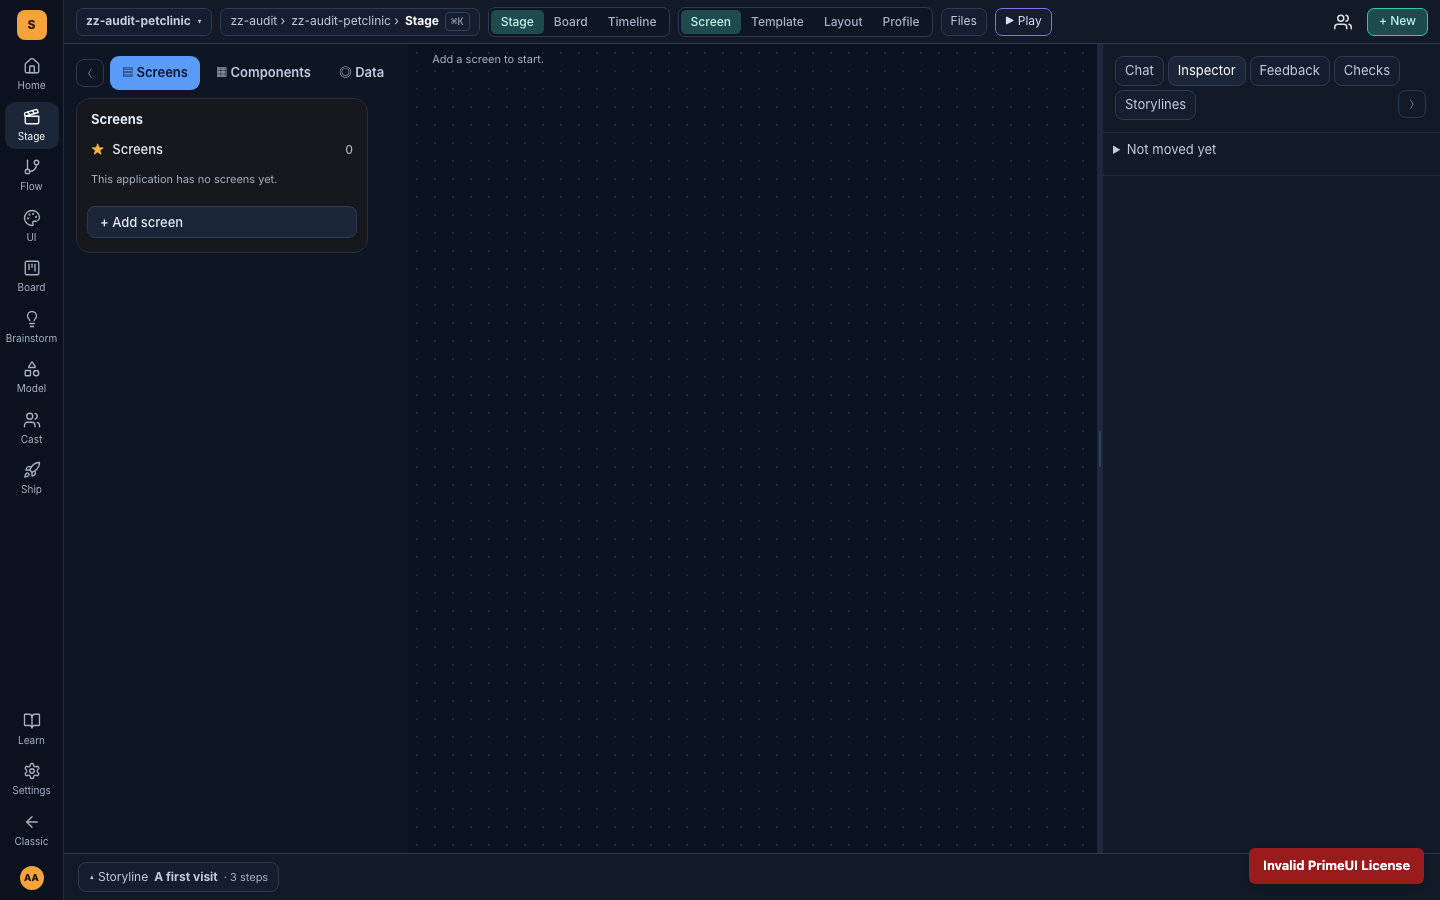 S
zz-audit-petclinic
zz-audit › zz-audit-petclinic › Stage ⌘K
Stage Board Timeline
Screen Template Layout Profile
Files
Play
+ New
Home
Stage
Flow
UI
Board
Brainstorm
Model
Cast
Ship
Learn
Settings
Classic
AA
Screens Components Data
Screens
Screens 0
This application has no screens yet.
+ Add screen
Add a screen to start.
Chat Inspector Feedback Checks
Storylines
Not moved yet
Storyline A first visit · 3 steps
Invalid PrimeUI License